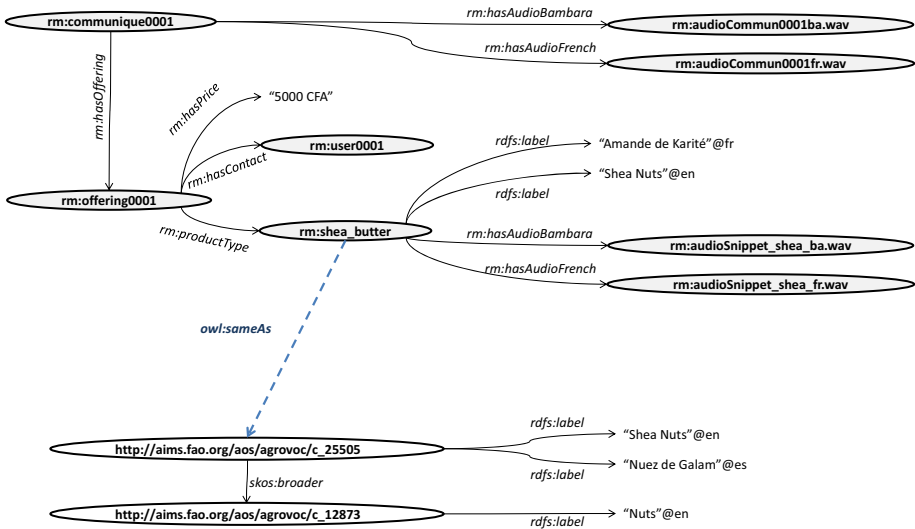 rm:communique0001
rm:hasAudioBambara
rm:audioCommun0001ba.wav
rm:hasAudioFrench
rm:audioCommun0001fr.wav
rm:hasOffering
rm:hasPrice
“5000 CFA”
rm:hasContact
rm:user0001
rm:offering0001
rm:productType
rm:shea_butter
rdfs:label
“Amande de Karité”@fr
“Shea Nuts”@en
rdfs:label
rm:hasAudioBambara
rm:audioSnippet_shea_ba.wav
rm:hasAudioFrench
rm:audioSnippet_shea_fr.wav
owl:sameAs
http://aims.fao.org/aos/agrovoc/c_25505
rdfs:label
“Shea Nuts”@en
“Nuez de Galam”@es
rdfs:label
skos:broader
http://aims.fao.org/aos/agrovoc/c_12873
“Nuts”@en
rdfs:label